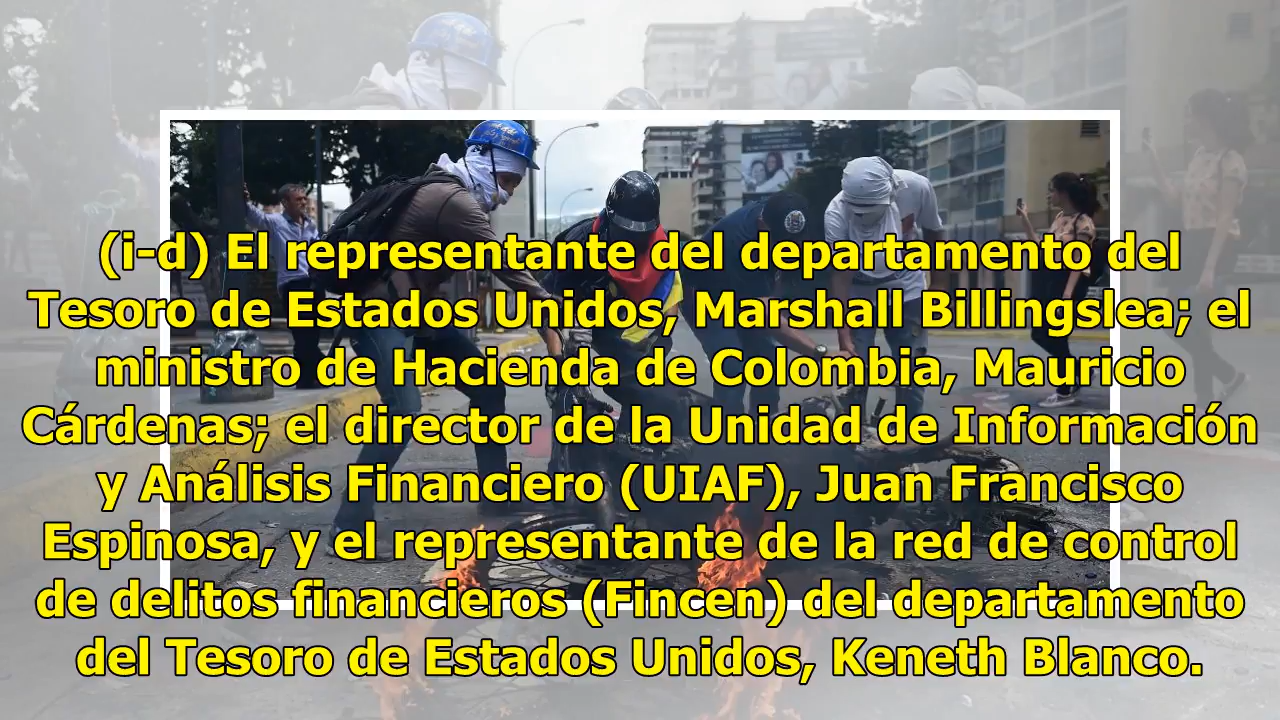 (i-d) El representante del departamento del
Tesoro de Estados Unidos, Marshall Billingslea; el
ministro de Hacienda de Colombia, Mauricio
Cárdenas; el director de la Unidad de Información
y Análisis Financiero (UIAF), Juan Francisco
Espinosa, y el representante de la red de control
de delitos financieros (Fincen) del departamento
del Tesoro de Estados Unidos, Keneth Blanco.